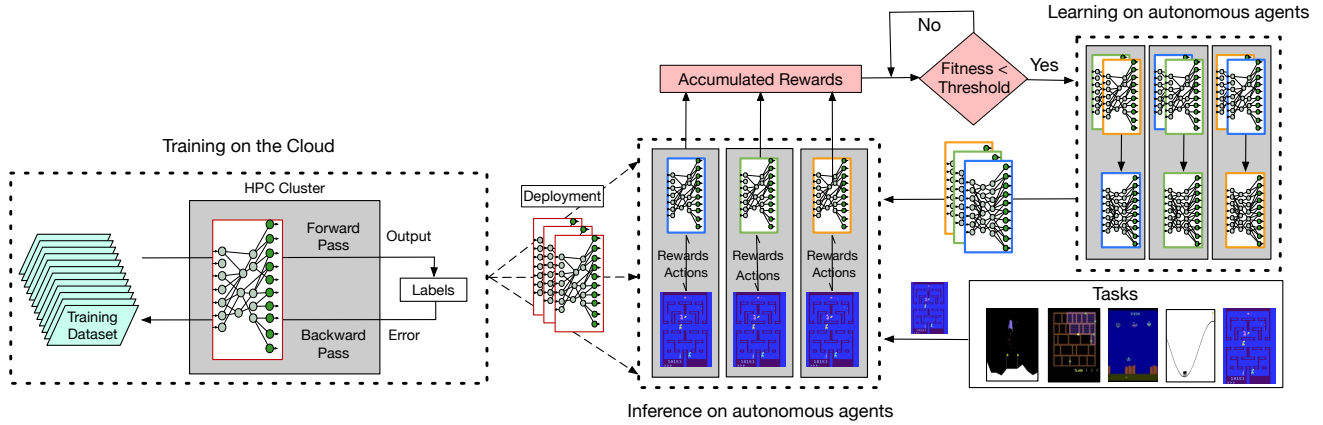 Training on the Cloud
HPC Cluster
Training
Dataset
Forward
Pass
Backward
Pass
Output
Labels
Error
Deployment
Accumulated Rewards
Rewards
Actions
Rewards
Actions
Rewards
Actions
Inference on autonomous agents
No
Fitness <
Threshold
Yes
Learning on autonomous agents
Tasks